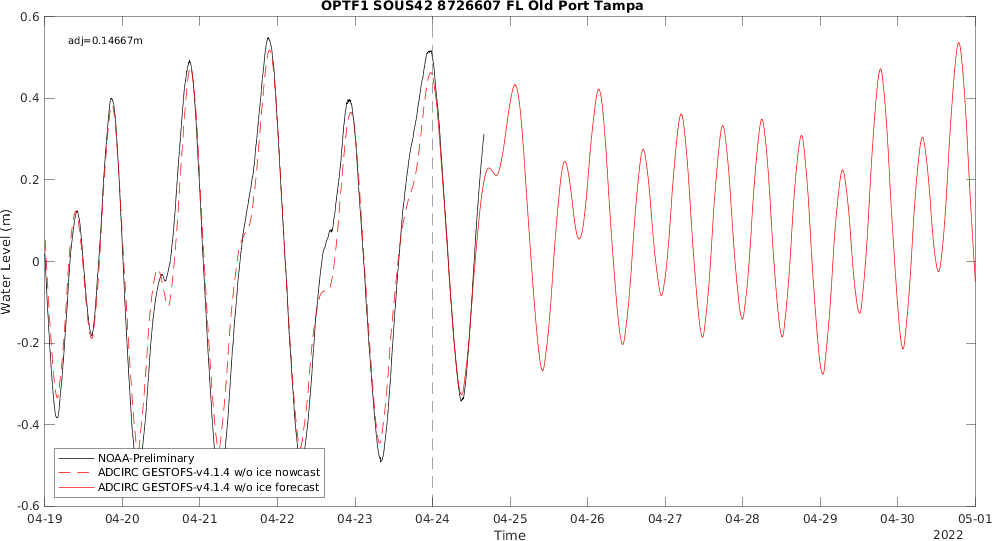 OPTF1 SOUS42 8726607 FL Old Port Tampa
adj=0.14667m
0.6
0.4
0.2
0
-0.2
-0.4
-0.6
Water Level (m)
NOAA-Preliminary
ADCIRC GESTOFS-v4.1.4 w/o ice nowcast
ADCIRC GESTOFS-v4.1.4 w/o ice forecast
04-19 04-20 04-21 04-22 04-23 04-24 04-25 04-26 04-27 04-28 04-29 04-30 05-01
Time
2022